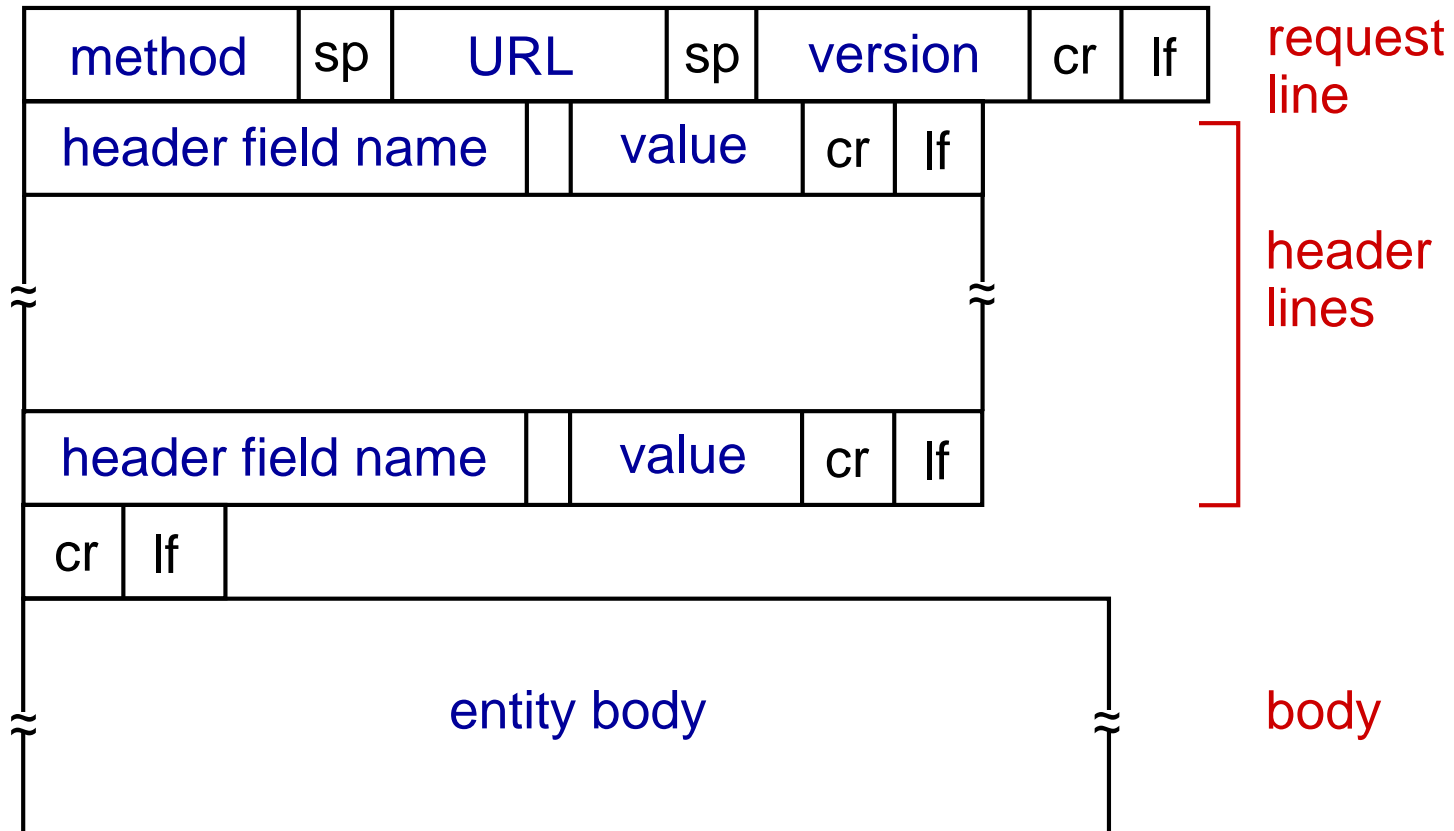 method sp URL sp version cr lf request
line
header field name value cr lf
header
lines
≈ ≈
header field name value cr lf
cr lf
≈ entity body ≈ body